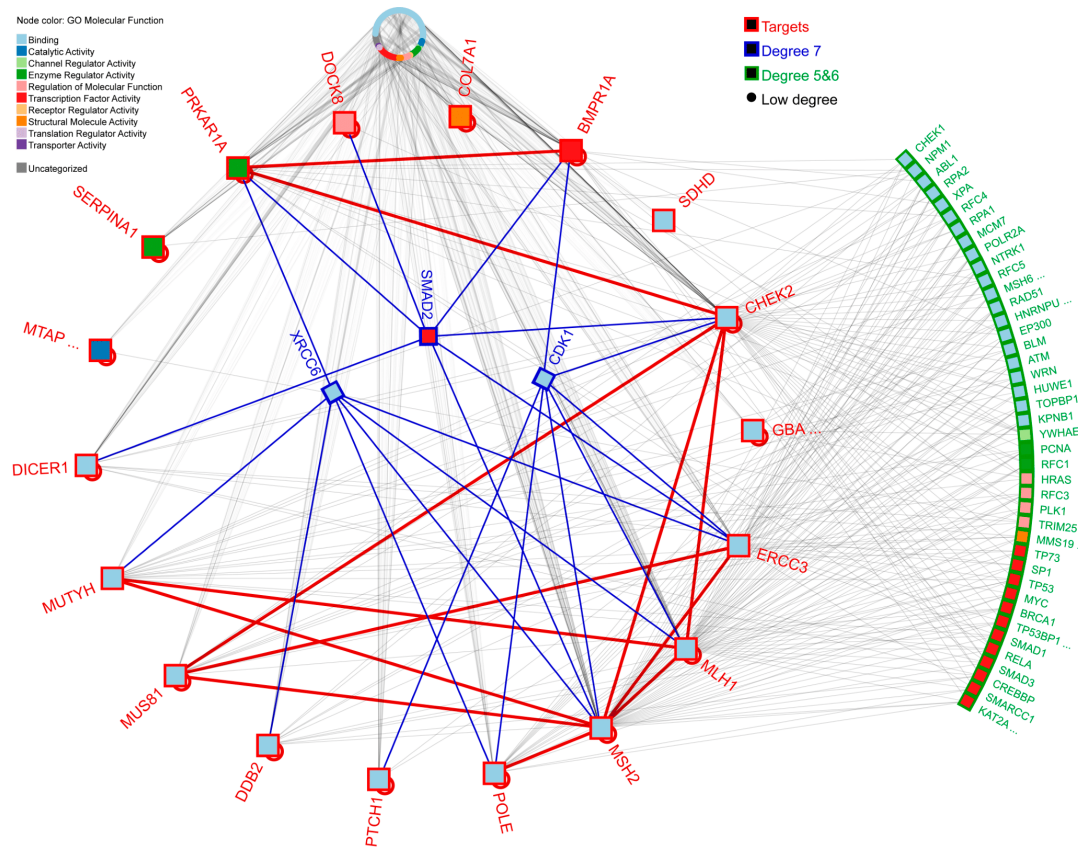 Node color: GO Molecular Function
Binding
Catalytic Activity
Channel Regulator Activity
Enzyme Regulator Activity
Regulation of Molecular Function
Transcription Factor Activity
Receptor Regulator Activity
Structural Molecule Activity
Translation Regulator Activity
Transporter Activity
Uncategorized
Targets
Degree 7
Degree 5&6
Low degree
DOCK8
COL7A1
BMPR1A
PRKAR1A
SDHD
SERPINA1
SMAD2
CHEK2
MTAP ...
XRCC6
CDK1
GBA ...
DICER1
ERCC3
MUTYH
MLH1
MUS81
MSH2
DDB2
PTCH1
POLE
CHEK1
NPM1
ABL1
RPA2
XPA
RFC4
RPA1
MCM7
POLR2A
NTRK1
RFC5
MSH6 ...
RAD51
HNRNPU ...
EP300
BLM
ATM
WRN
HUWE1
TOPBP1
KPNB1
YWHAE
PCNA
RFC1
HRAS
RFC3
PLK1
TRIM25
MMS19
TP73
SP1
TP53
MYC
BRCA1
TP53BP1 ...
SMAD1
RELA
SMAD3
CREBBP
SMARCC1
KAT2A ...